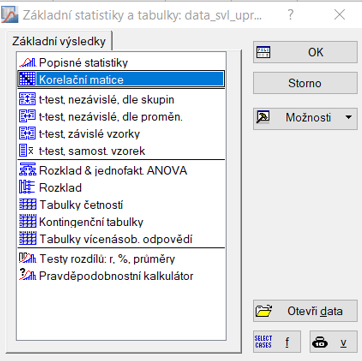 Základní statistiky a tabulky: data_svl_upr... ? ×
Základní výsledky
Popisné statistiky
Korelační matice
t-test, nezávislé, dle skupin
t-test, nezávislé, dle proměn.
t-test, závislé vzorky
t-test, samost. vzorek
Rozklad & jednofakt. ANOVA
Rozklad
Tabulky četností
Kontingenční tabulky
Tabulky vícenásob. odpovědí
Testy rozdílů: r, %, průměry
Pravděpodobnostní kalkulátor
OK
Storno
Možnosti
Otevři data
SELECT CASES f
v